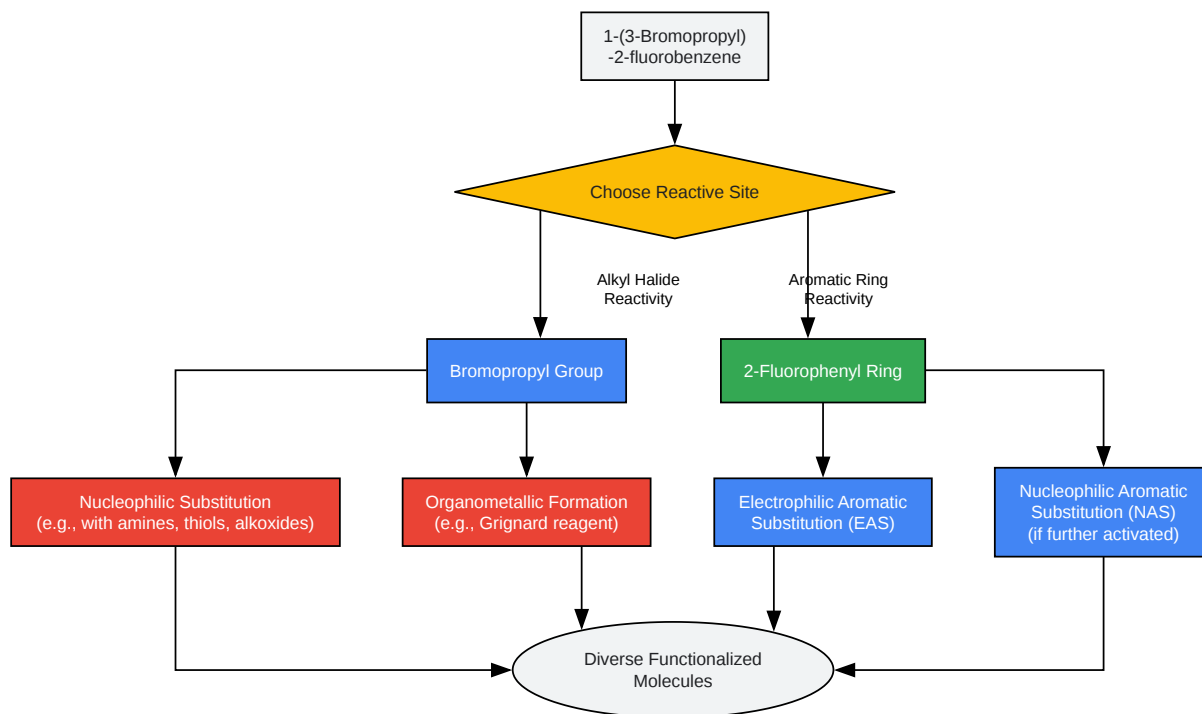 1-(3-Bromopropyl)
-2-fluorobenzene
Choose Reactive Site
Alkyl Halide
Reactivity
Aromatic Ring
Reactivity
Bromopropyl Group
2-Fluorophenyl Ring
Nucleophilic Substitution
(e.g., with amines, thiols, alkoxides)
Organometallic Formation
(e.g., Grignard reagent)
Electrophilic Aromatic
Substitution (EAS)
Nucleophilic Aromatic
Substitution (NAS)
(if further activated)
Diverse Functionalized
Molecules